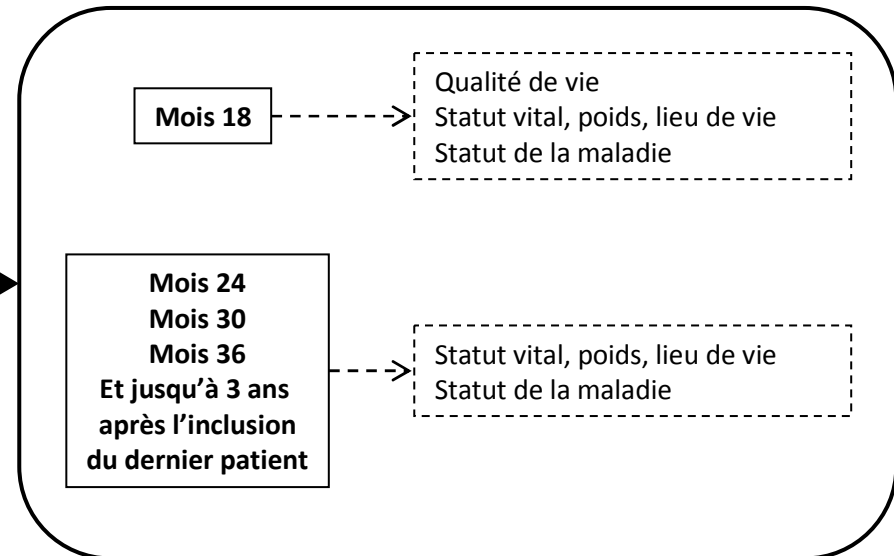 Mois 18
Qualité de vie
Statut vital, poids, lieu de vie
Statut de la maladie
Mois 24
Mois 30
Mois 36
Et jusqu’à 3 ans
après l’inclusion
du dernier patient
Statut vital, poids, lieu de vie
Statut de la maladie